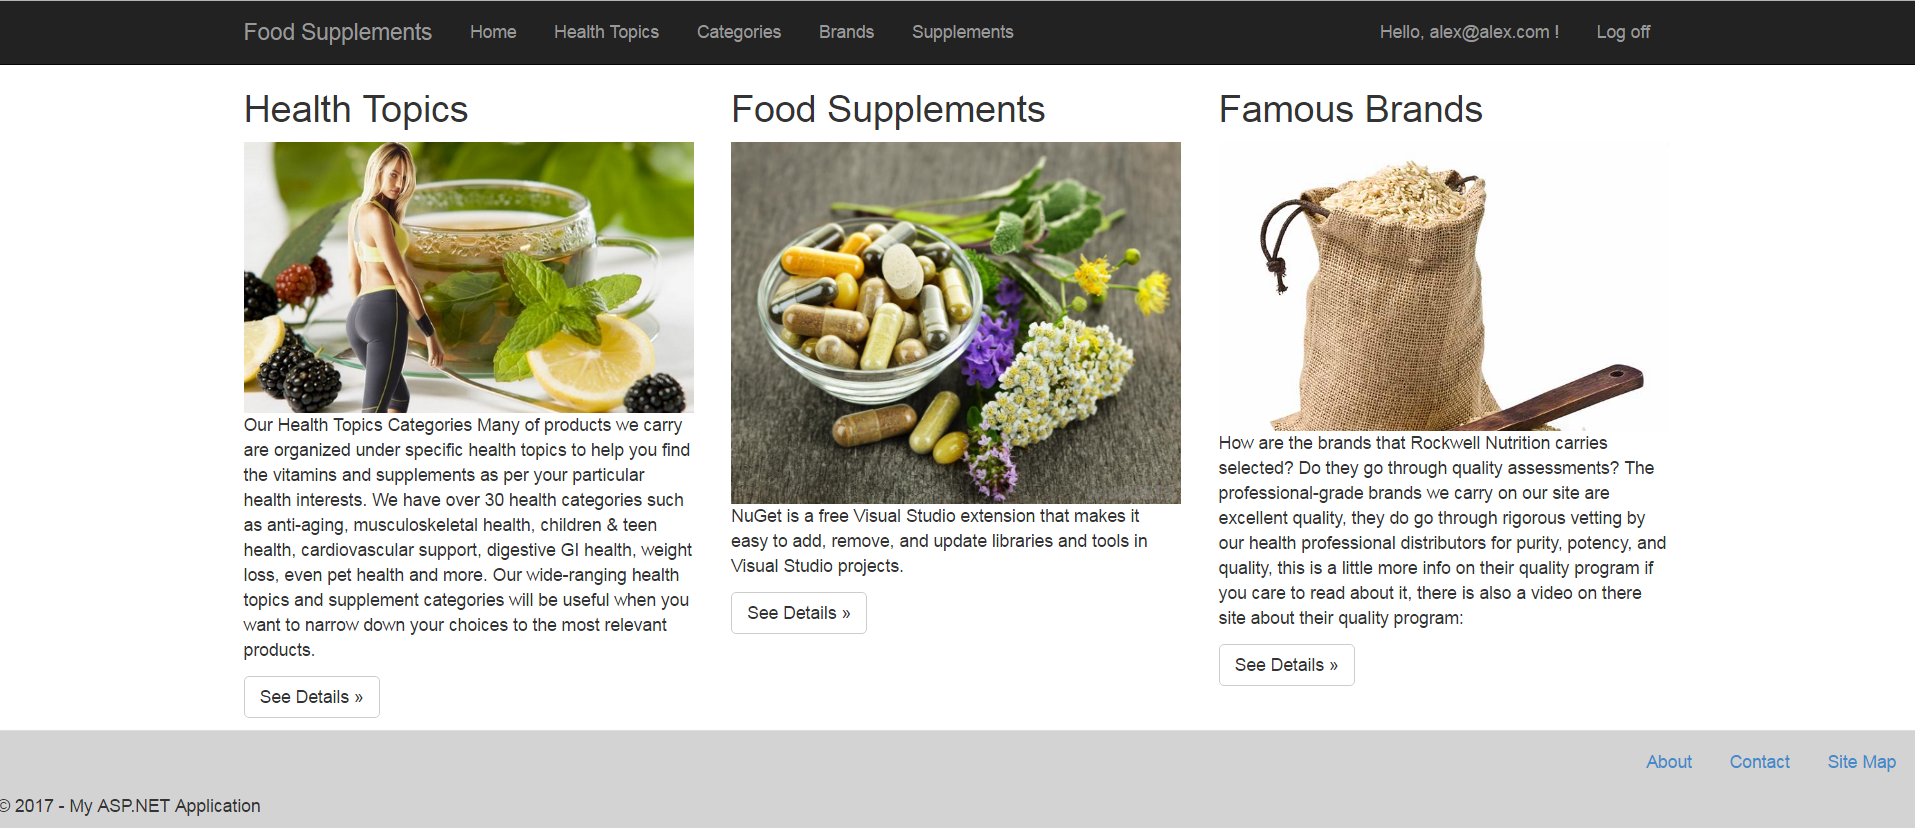 Food Supplements Home Health Topics Categories Brands Supplements Hello, alex@alex.com ! Log off
Health Topics
Our Health Topics Categories Many of products we carry
are organized under specific health topics to help you find
the vitamins and supplements as per your particular
health interests. We have over 30 health categories such
as anti-aging, musculoskeletal health, children & teen
health, cardiovascular support, digestive GI health, weight
loss, even pet health and more. Our wide-ranging health
topics and supplement categories will be useful when you
want to narrow down your choices to the most relevant
products.
See Details »
Food Supplements
NuGet is a free Visual Studio extension that makes it
easy to add, remove, and update libraries and tools in
Visual Studio projects.
See Details »
Famous Brands
How are the brands that Rockwell Nutrition carries
selected? Do they go through quality assessments? The
professional-grade brands we carry on our site are
excellent quality, they do go through rigorous vetting by
our health professional distributors for purity, potency, and
quality, this is a little more info on their quality program if
you care to read about it, there is also a video on there
site about their quality program:
See Details »
About Contact Site Map
© 2017 - My ASP.NET Application